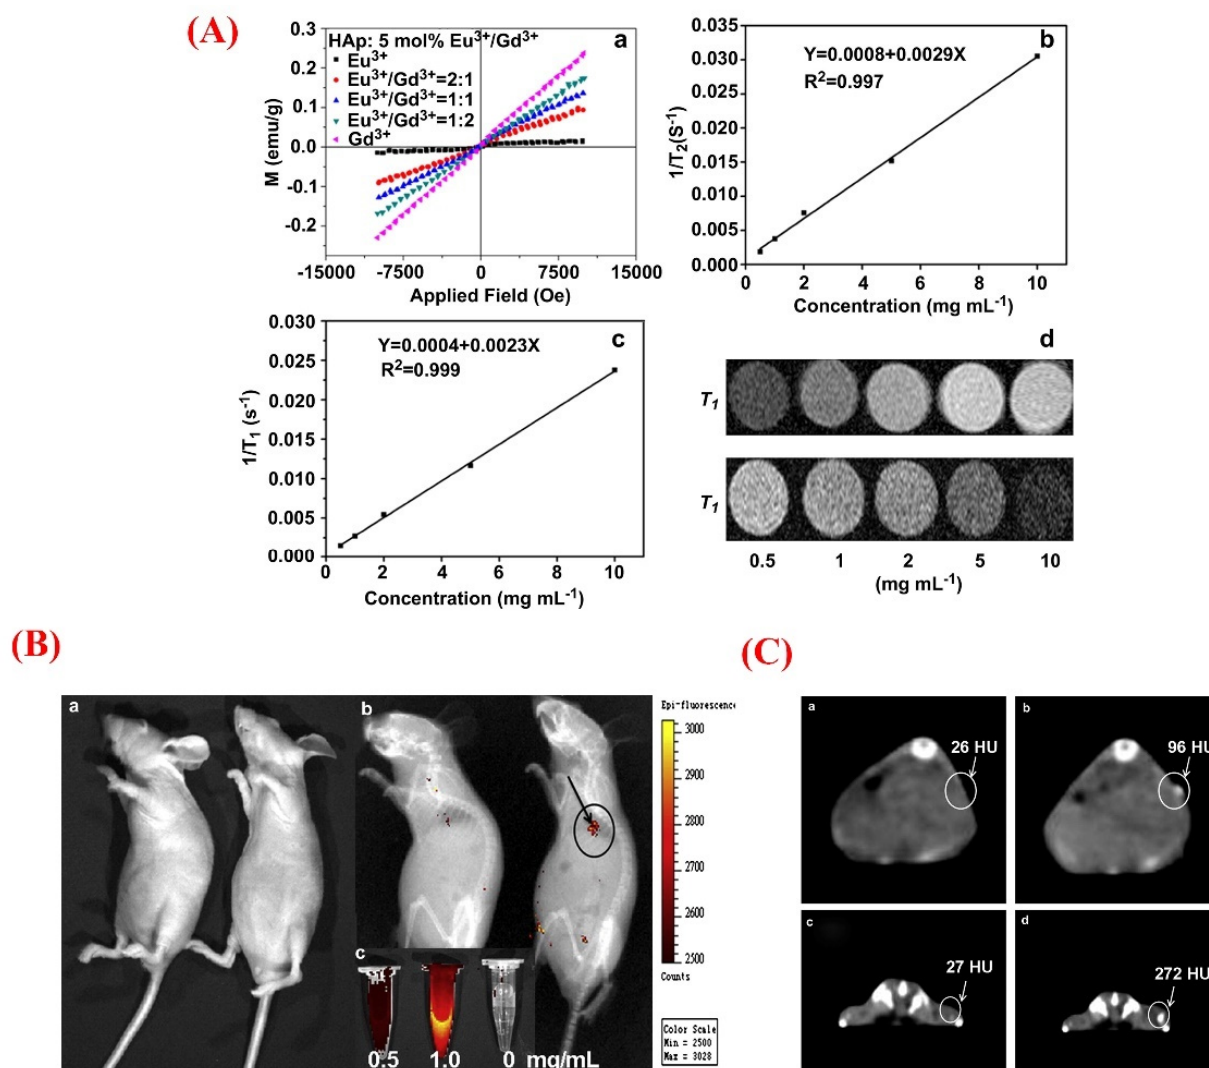 (A)
a
HAp: 5 mol% Eu³⁺/Gd³⁺
Eu³⁺
Eu³⁺/Gd³⁺=2:1
Eu³⁺/Gd³⁺=1:1
Eu³⁺/Gd³⁺=1:2
Gd³⁺
M (emu/g)
0.3
0.2
0.1
0.0
-0.1
-0.2
-15000 -7500 0 7500 15000
Applied Field (Oe)
b
Y=0.0008+0.0029X
R²=0.997
1/T₂(S⁻¹)
0.035
0.030
0.025
0.020
0.015
0.010
0.005
0.000
0 2 4 6 8 10
Concentration (mg mL⁻¹)
c
Y=0.0004+0.0023X
R²=0.999
1/T₁ (s⁻¹)
0.030
0.025
0.020
0.015
0.010
0.005
0.000
0 2 4 6 8 10
Concentration (mg mL⁻¹)
d
T₁
T₁
0.5 1 2 5 10
(mg mL⁻¹)
(B)
a
b
c
0.5 1.0 0 mg/mL
Epi-fluorescence
3000
2900
2800
2700
2600
2500
Counts
Color Scale
Min = 2500
Max = 3028
(C)
a
26 HU
b
96 HU
c
27 HU
d
272 HU